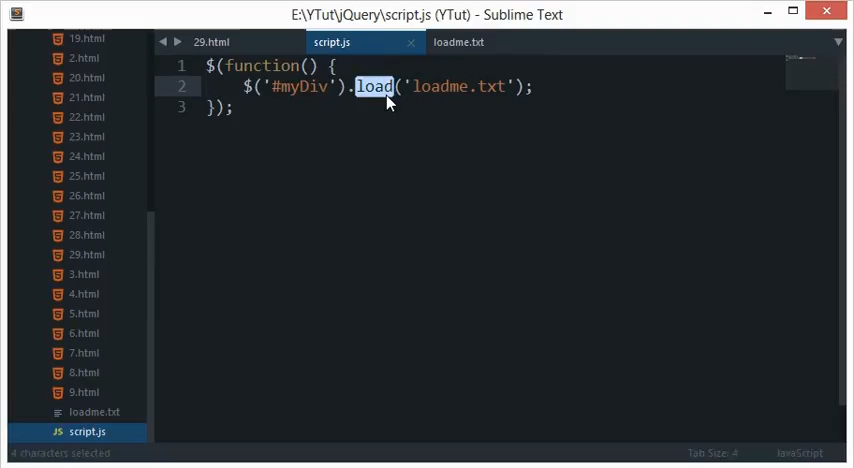 E:\YTut\jQuery\script.js (YTut) - Sublime Text
29.html
script.js
loadme.txt
19.html
2.html
20.html
21.html
22.html
23.html
24.html
25.html
26.html
27.html
28.html
29.html
3.html
4.html
5.html
6.html
7.html
8.html
9.html
loadme.txt
JS script.js
1 $(function() {
2 $('#myDiv').load('loadme.txt');
3 });
4 characters selected
Tab Size: 4
JavaScript